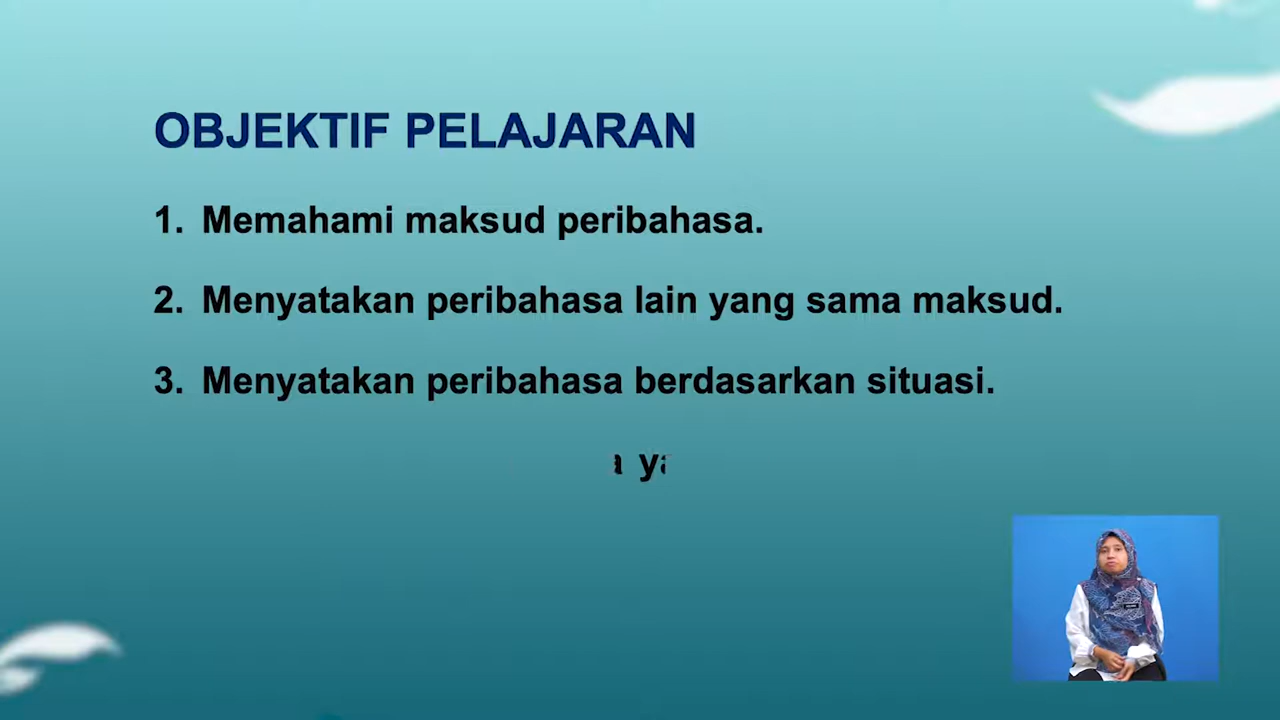 OBJEKTIF PELAJARAN
1. Memahami maksud peribahasa.
2. Menyatakan peribahasa lain yang sama maksud.
3. Menyatakan peribahasa berdasarkan situasi.